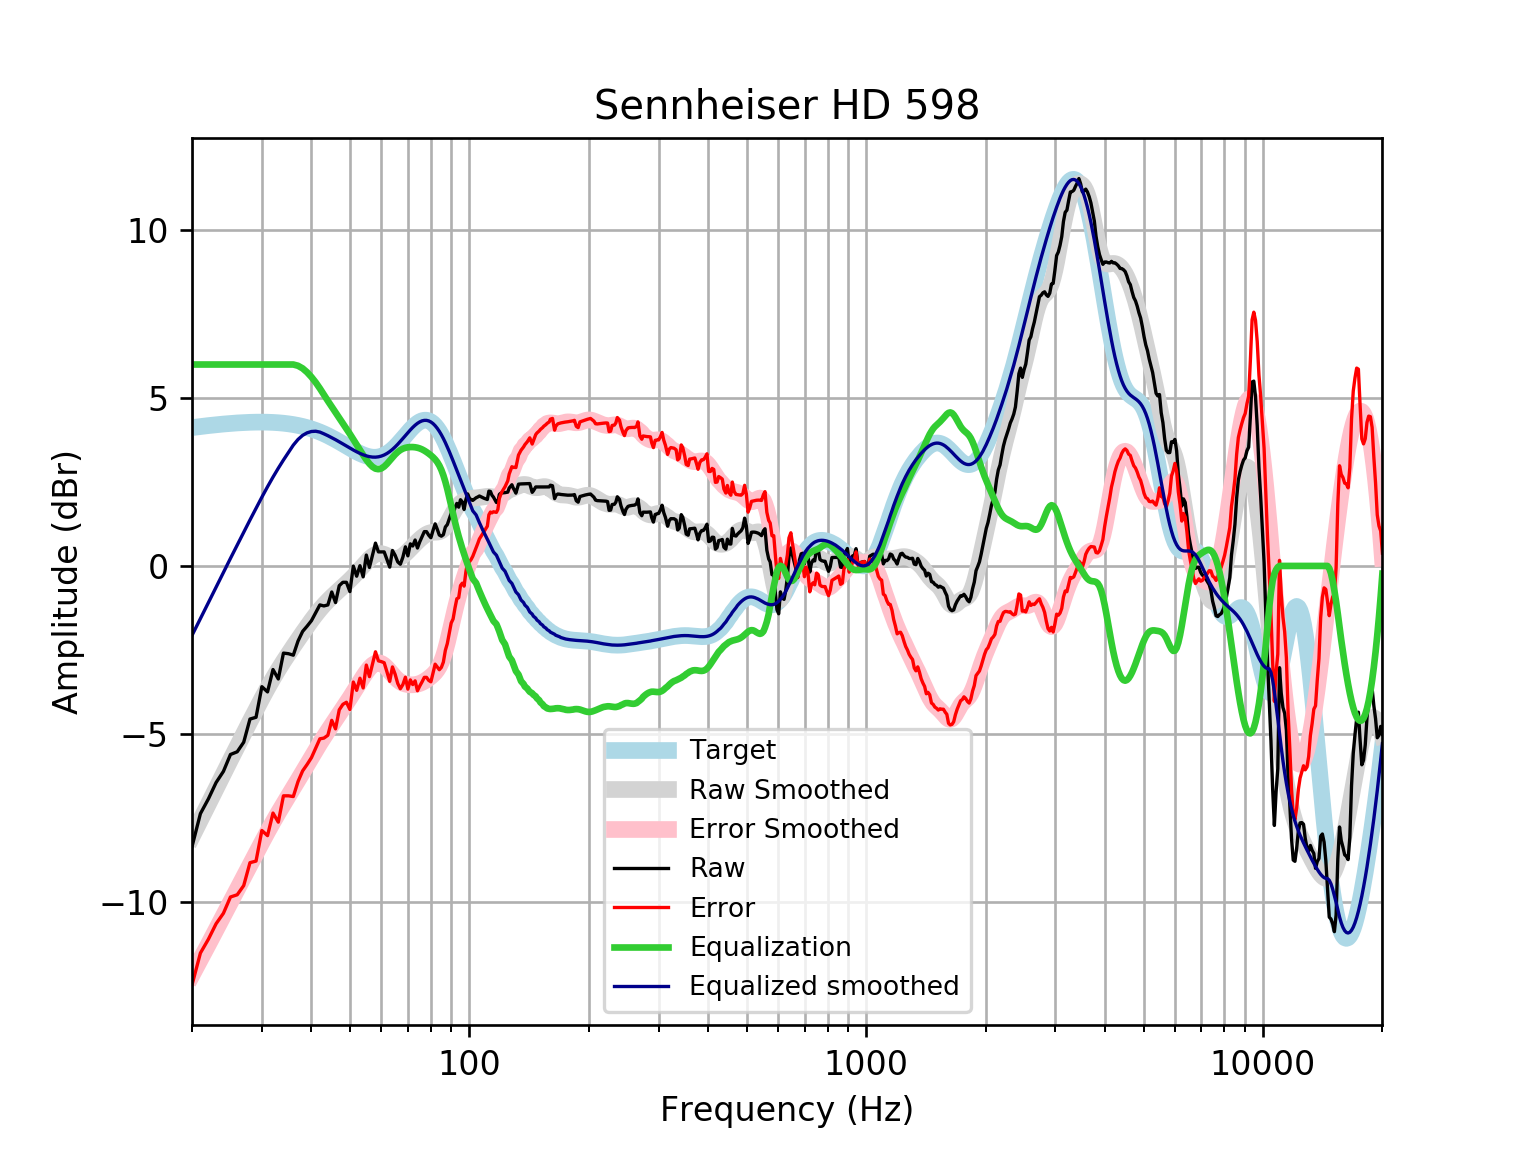 Sennheiser HD 598
Amplitude (dBr)
10
5
0
−5
−10
Target
Raw Smoothed
Error Smoothed
Raw
Error
Equalization
Equalized smoothed
100 1000 10000
Frequency (Hz)